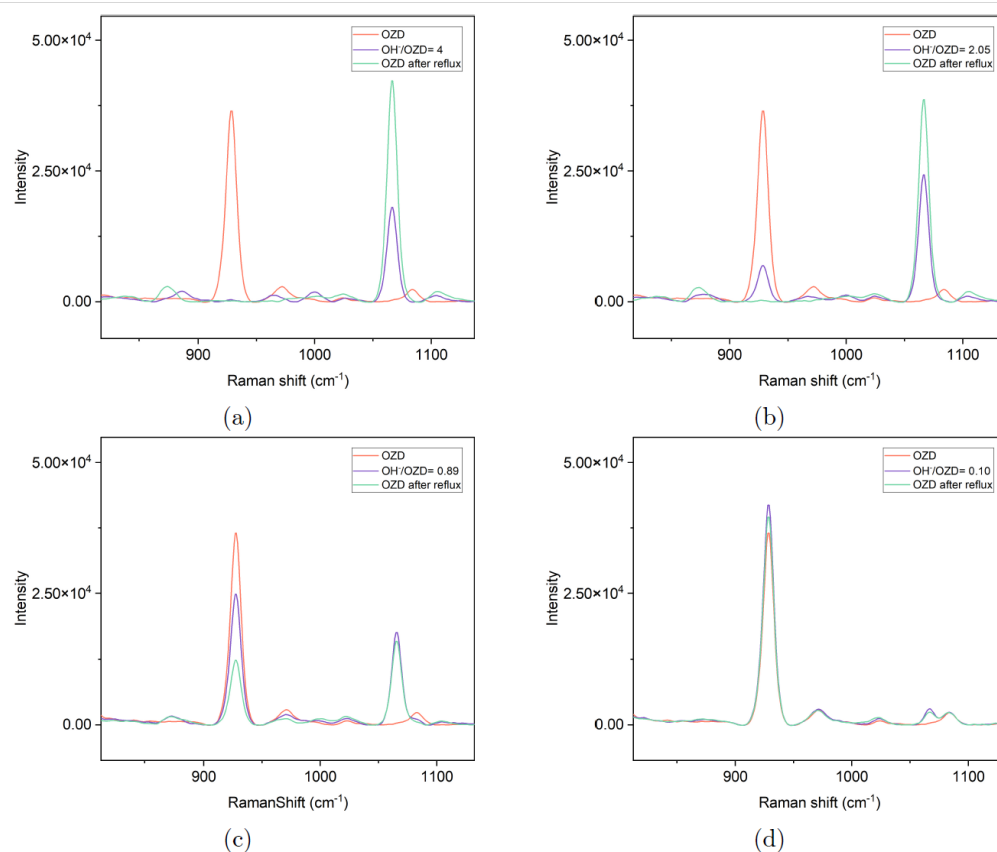 5.00×10⁴
2.50×10⁴
0.00
Intensity
OZD
OH⁻/OZD= 4
OZD after reflux
900
1000
1100
Raman shift (cm⁻¹)
(a)
5.00×10⁴
2.50×10⁴
0.00
Intensity
OZD
OH⁻/OZD= 2.05
OZD after reflux
900
1000
1100
Raman shift (cm⁻¹)
(b)
5.00×10⁴
2.50×10⁴
0.00
Intensity
OZD
OH⁻/OZD= 0.89
OZD after reflux
900
1000
1100
RamanShift (cm⁻¹)
(c)
5.00×10⁴
2.50×10⁴
0.00
Intensity
OZD
OH⁻/OZD= 0.10
OZD after reflux
900
1000
1100
Raman shift (cm⁻¹)
(d)